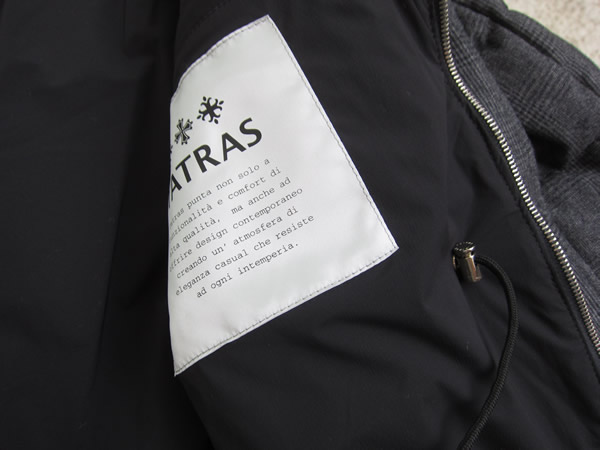 ATRAS
punta non solo a
e comfort di
qualità, ma anche ad
offrire design contemporaneo
creando un' atmosfera di
eleganza casual che resiste
ad ogni intemperia.